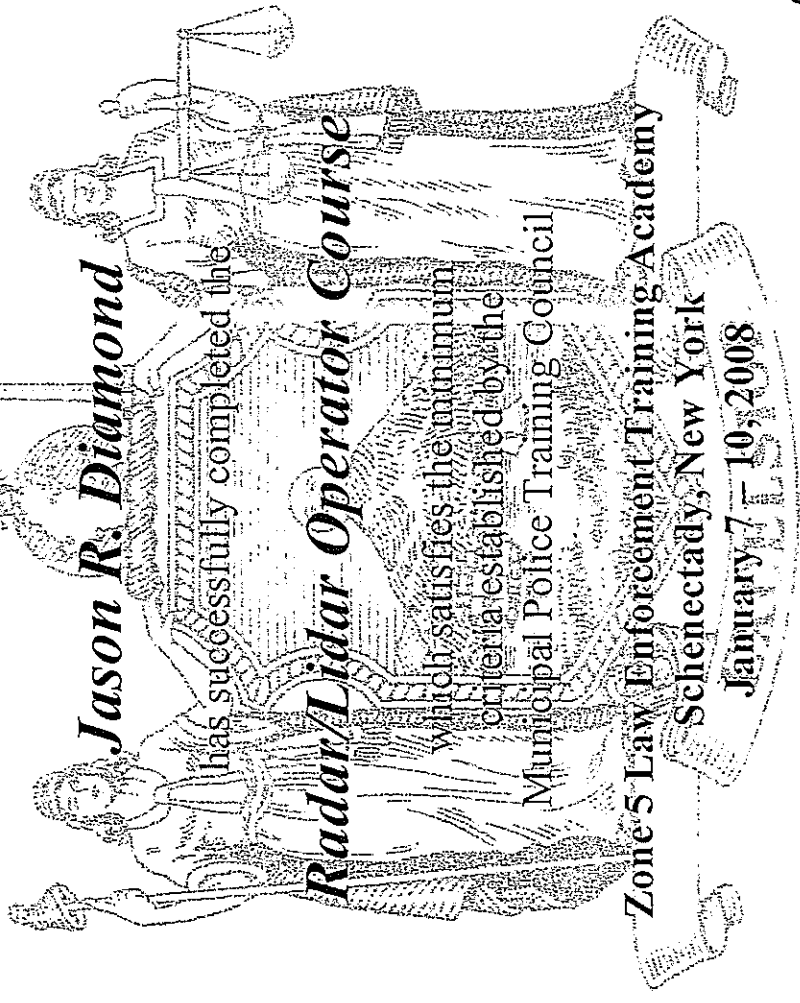 Jason R. Diamond
has successfully completed the
Radar/Lidar Operator Course
which satisfies the minimum
criteria established by the
Municipal Police Training Council
Zone 5 Law Enforcement Training Academy
Schenectady, New York
January 7 – 10, 2008